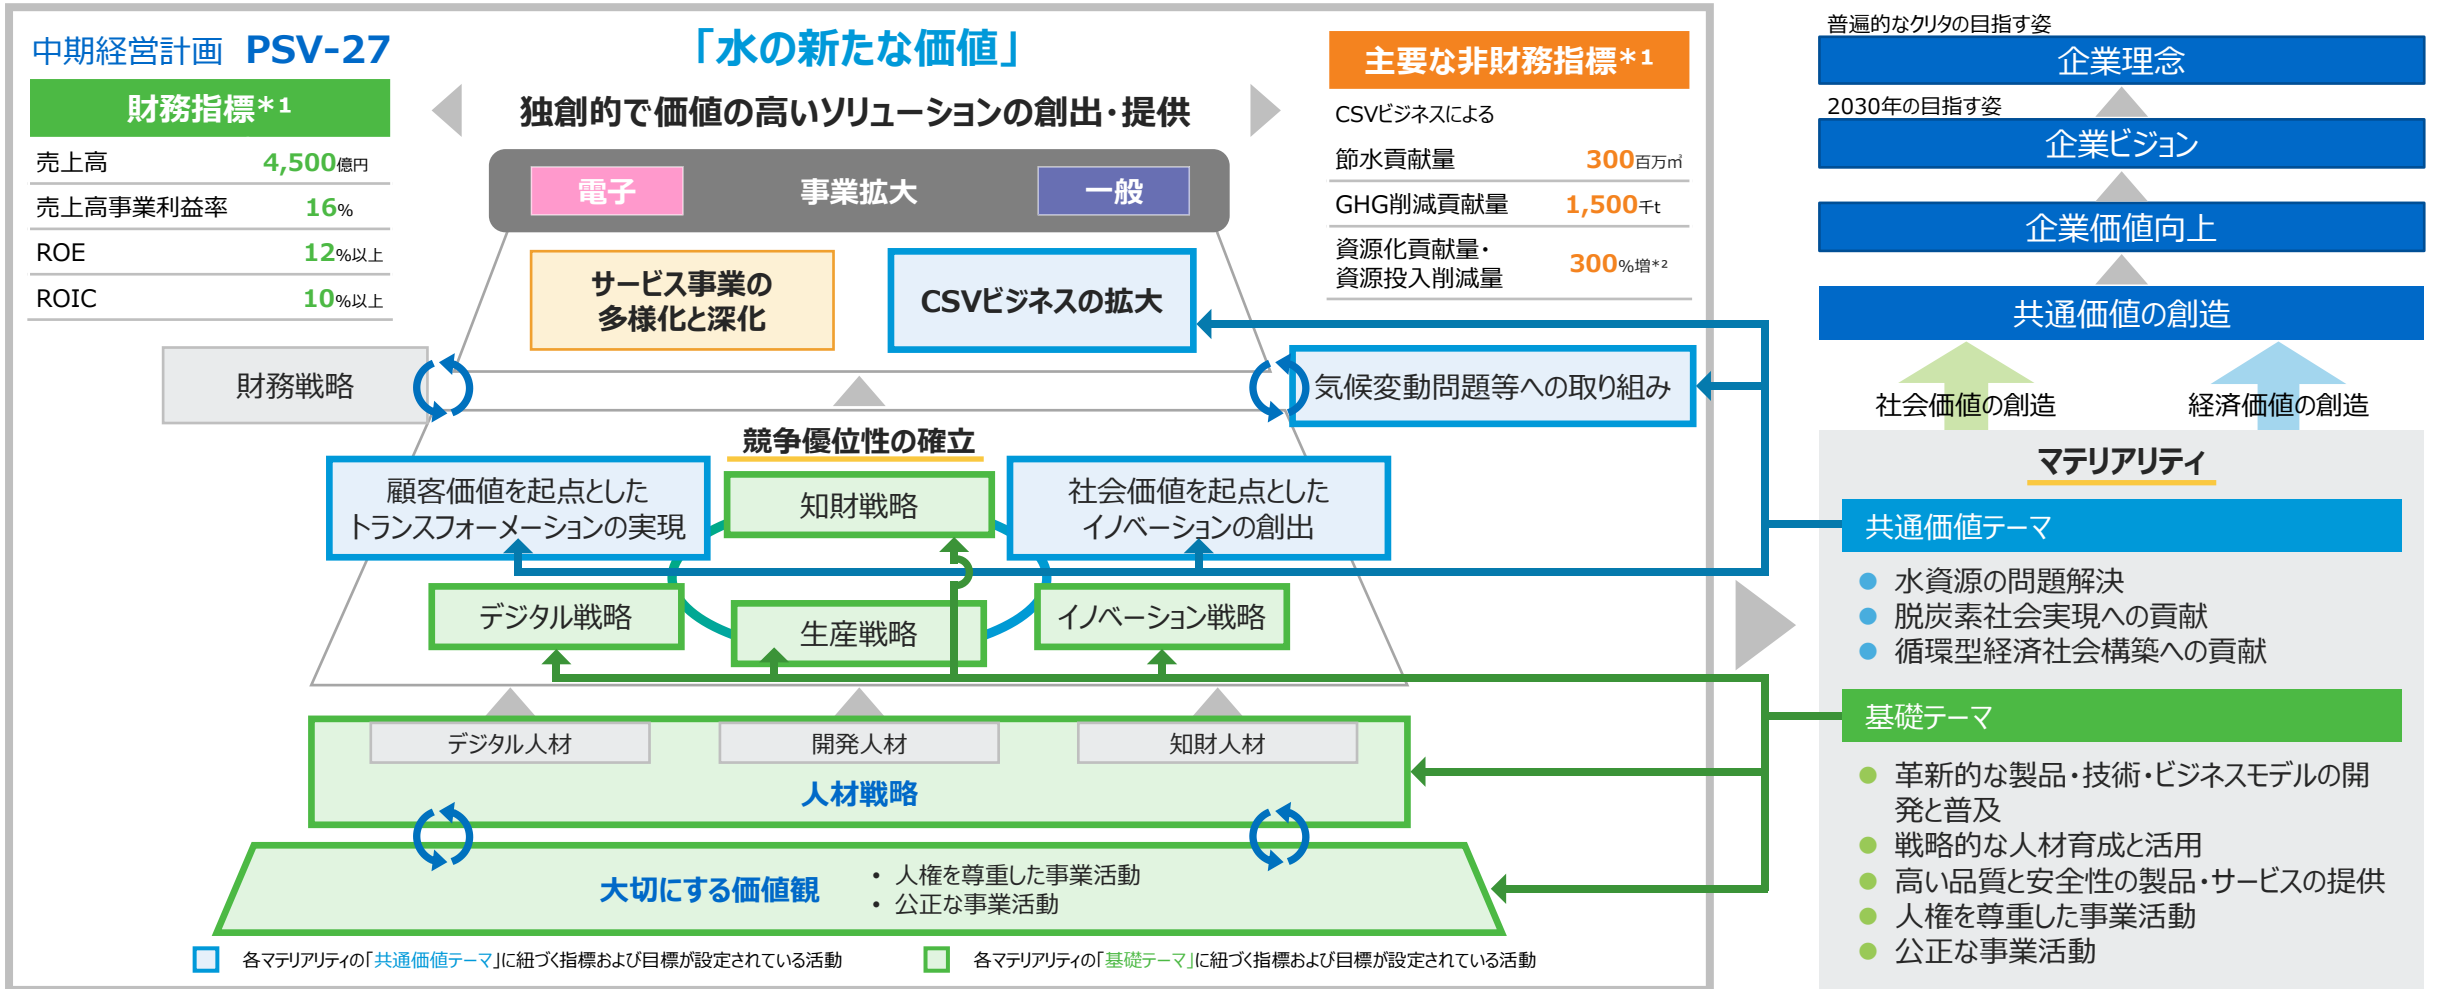 中期経営計画 PSV-27
財務指標*1
売上高 4,500億円
売上高事業利益率 16%
ROE 12%以上
ROIC 10%以上
「水の新たな価値」
独創的で価値の高いソリューションの創出・提供
電子 事業拡大 一般
サービス事業の
多様化と深化
CSVビジネスの拡大
主要な非財務指標*1
CSVビジネスによる
節水貢献量 300百万㎥
GHG削減貢献量 1,500千t
資源化貢献量・
資源投入削減量 300%増*2
財務戦略
気候変動問題等への取り組み
競争優位性の確立
顧客価値を起点とした
トランスフォーメーションの実現
知財戦略
社会価値を起点とした
イノベーションの創出
デジタル戦略
生産戦略
イノベーション戦略
デジタル人材
開発人材
知財人材
人材戦略
大切にする価値観
• 人権を尊重した事業活動
• 公正な事業活動
各マテリアリティの「共通価値テーマ」に紐づく指標および目標が設定されている活動
各マテリアリティの「基礎テーマ」に紐づく指標および目標が設定されている活動
普遍的なクリタの目指す姿
企業理念
2030年の目指す姿
企業ビジョン
企業価値向上
共通価値の創造
社会価値の創造
経済価値の創造
マテリアリティ
共通価値テーマ
● 水資源の問題解決
● 脱炭素社会実現への貢献
● 循環型経済社会構築への貢献
基礎テーマ
● 革新的な製品・技術・ビジネスモデルの開
発と普及
● 戦略的な人材育成と活用
● 高い品質と安全性の製品・サービスの提供
● 人権を尊重した事業活動
● 公正な事業活動